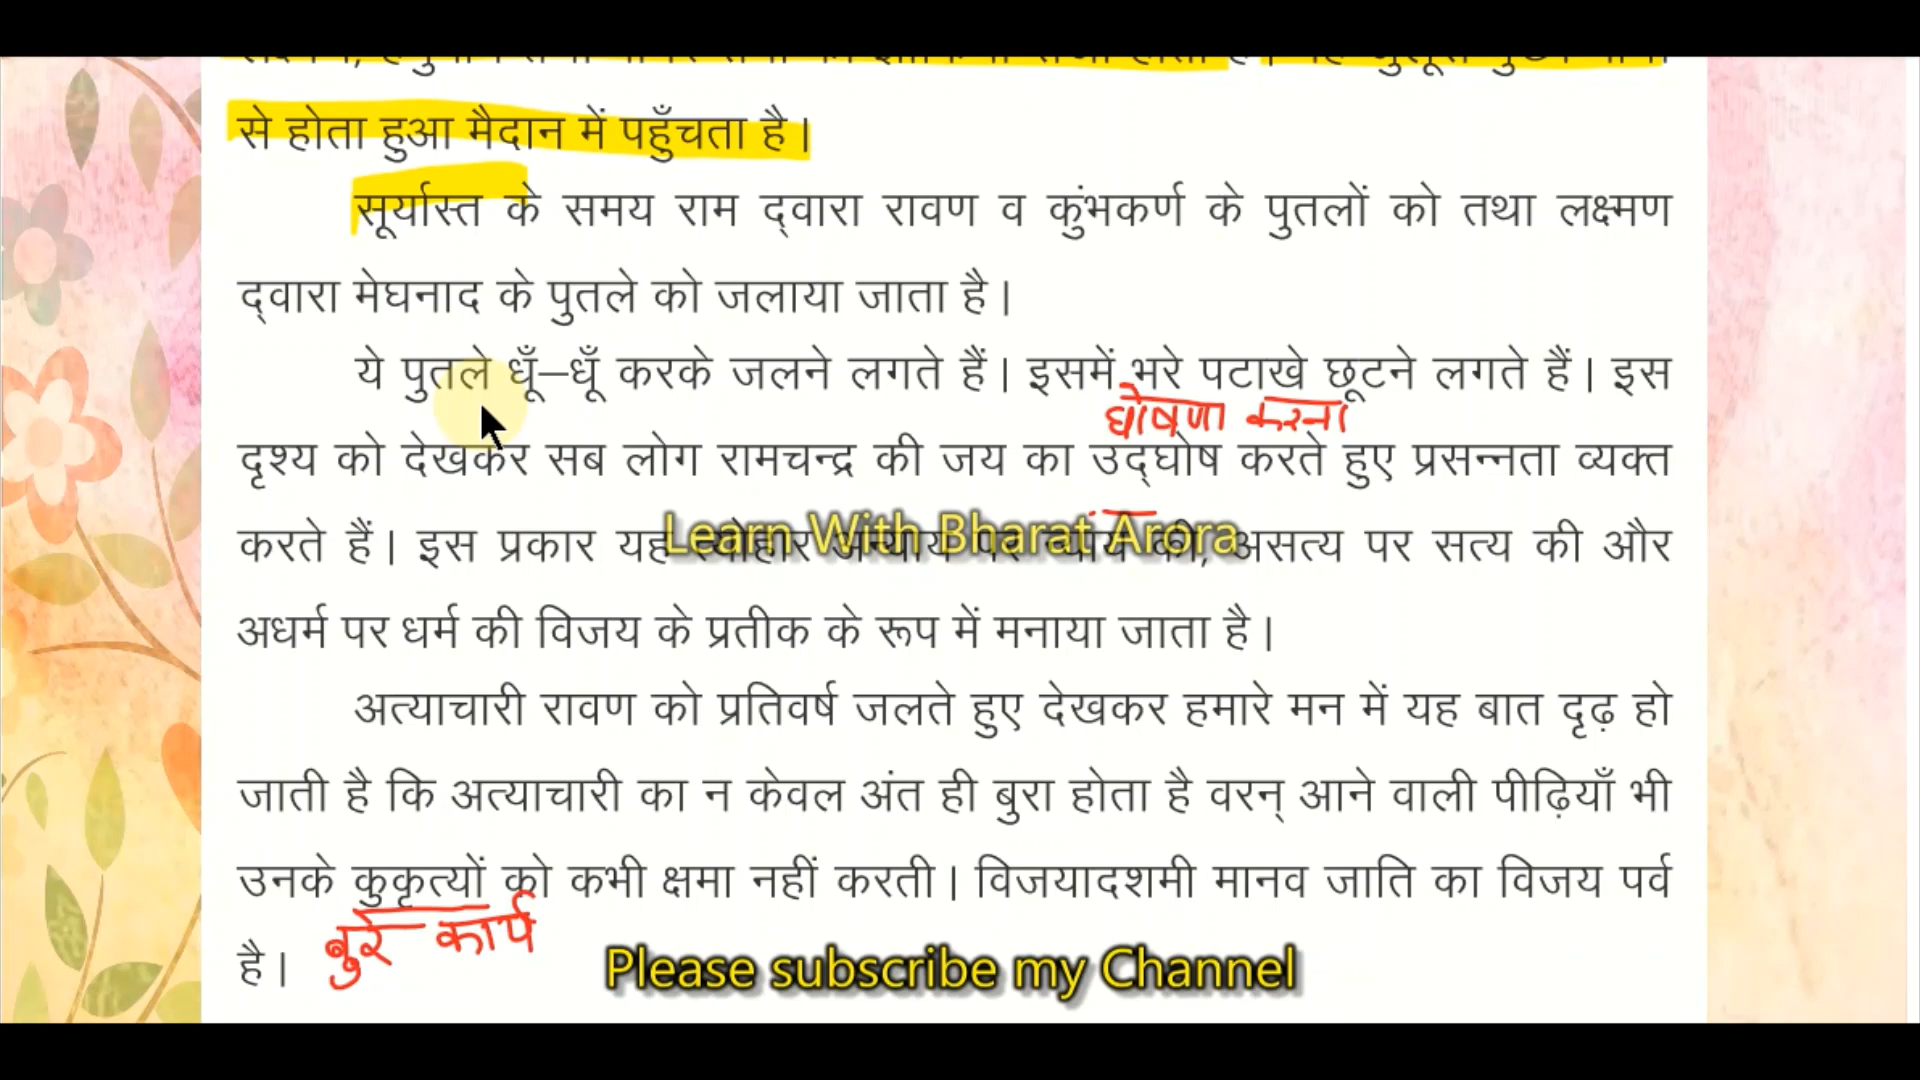 से होता हुआ मैदान में पहुँचता है।
सूर्यास्त के समय राम द्वारा रावण व कुंभकर्ण के पुतलों को तथा लक्ष्मण
द्वारा मेघनाद के पुतले को जलाया जाता है।
ये पुतले धूँ–धूँ करके जलने लगते हैं। इसमें भरे पटाखे छूटने लगते हैं। इस
घोषणा करना
दृश्य को देखकर सब लोग रामचन्द्र की जय का उद्घोष करते हुए प्रसन्नता व्यक्त
Learn With Bharat Arora
करते हैं। इस प्रकार यह त्योहार अन्याय पर न्याय की, असत्य पर सत्य की और
अधर्म पर धर्म की विजय के प्रतीक के रूप में मनाया जाता है।
अत्याचारी रावण को प्रतिवर्ष जलते हुए देखकर हमारे मन में यह बात दृढ़ हो
जाती है कि अत्याचारी का न केवल अंत ही बुरा होता है वरन् आने वाली पीढ़ियाँ भी
उनके कुकृत्यों को कभी क्षमा नहीं करती। विजयादशमी मानव जाति का विजय पर्व
बुरे कार्य
है।
Please subscribe my Channel